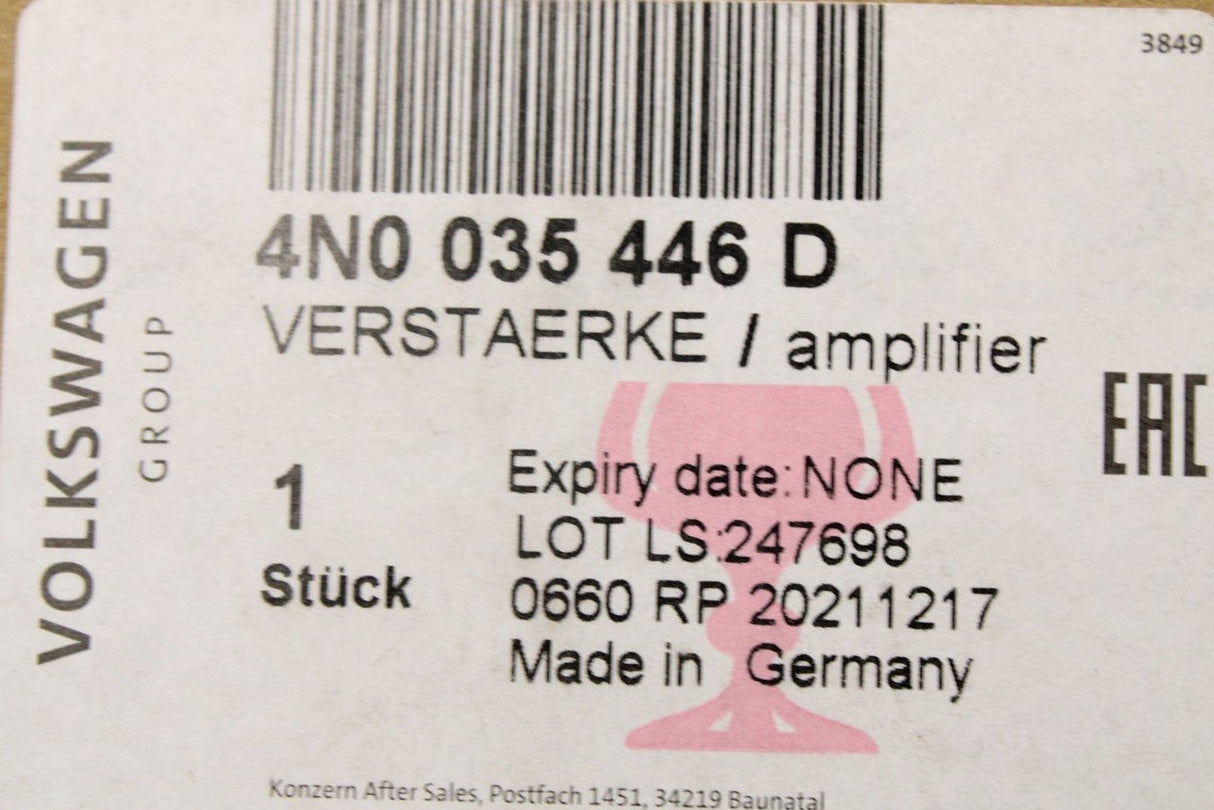 3849
VOLKSWAGEN
GROUP
4N0 035 446 D
VERSTAERKE / amplifier
EAC
1
Stück
Expiry date:NONE
LOT LS:247698
0660 RP 20211217
Made in Germany
Konzern After Sales, Postfach 1451, 34219 Baunatal